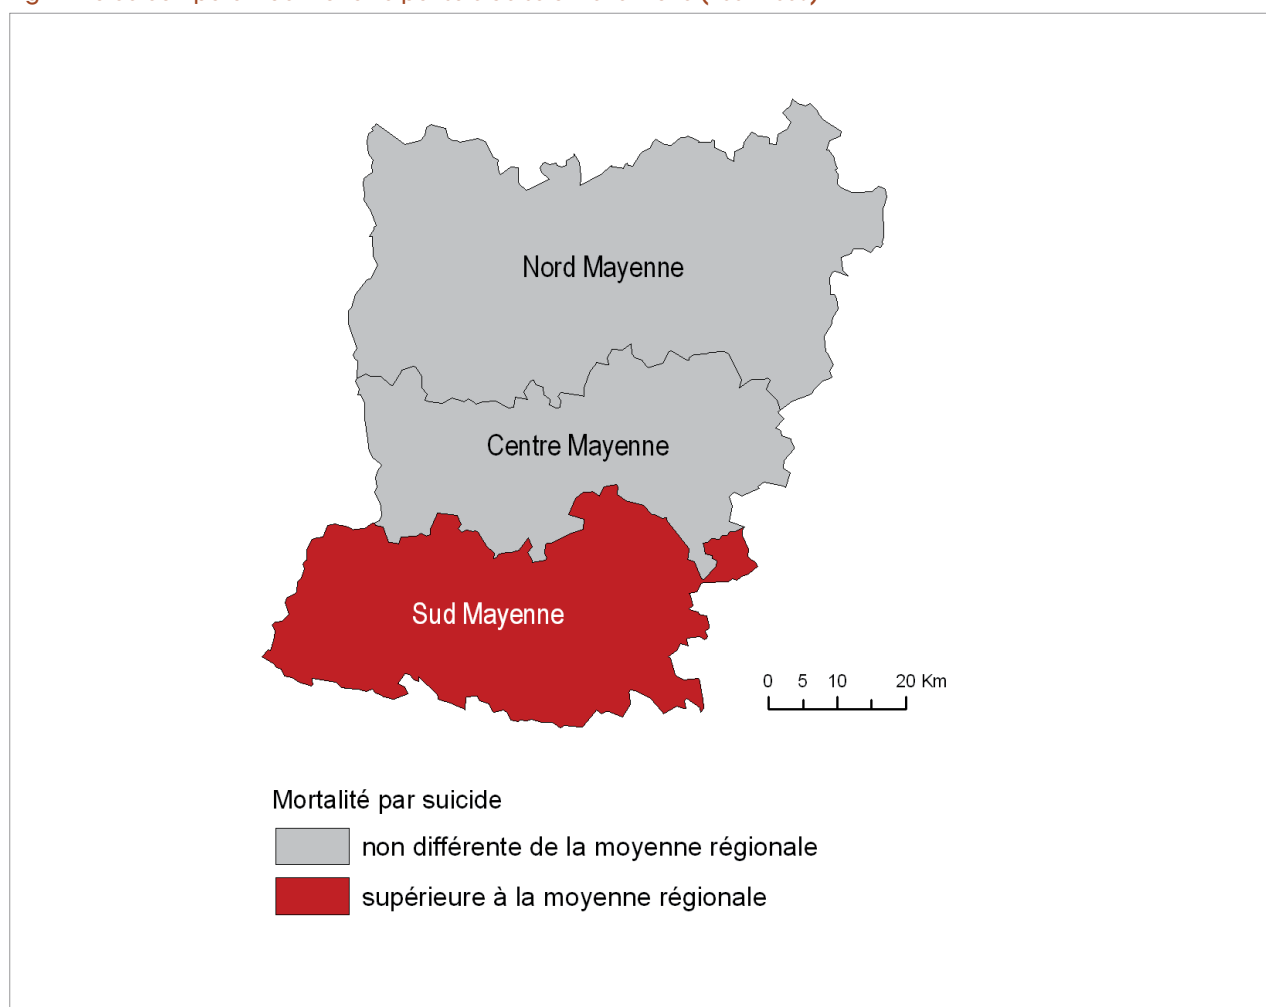 Nord Mayenne
Centre Mayenne
Sud Mayenne
0 5 10 20 Km
Mortalité par suicide
non différente de la moyenne régionale
supérieure à la moyenne régionale